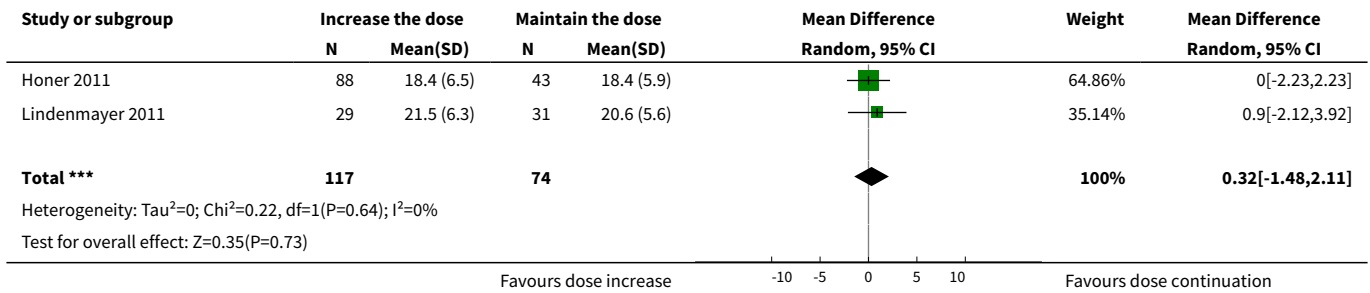 Study or subgroup Increase the dose Maintain the dose Mean Difference Weight Mean Difference
N Mean(SD) N Mean(SD) Random, 95% CI Random, 95% CI
Honer 2011 88 18.4 (6.5) 43 18.4 (5.9) 64.86% 0[-2.23,2.23]
Lindenmayer 2011 29 21.5 (6.3) 31 20.6 (5.6) 35.14% 0.9[-2.12,3.92]
Total *** 117 74 100% 0.32[-1.48,2.11]
Heterogeneity: Tau²=0; Chi²=0.22, df=1(P=0.64); I²=0%
Test for overall effect: Z=0.35(P=0.73)
Favours dose increase -10 -5 0 5 10 Favours dose continuation